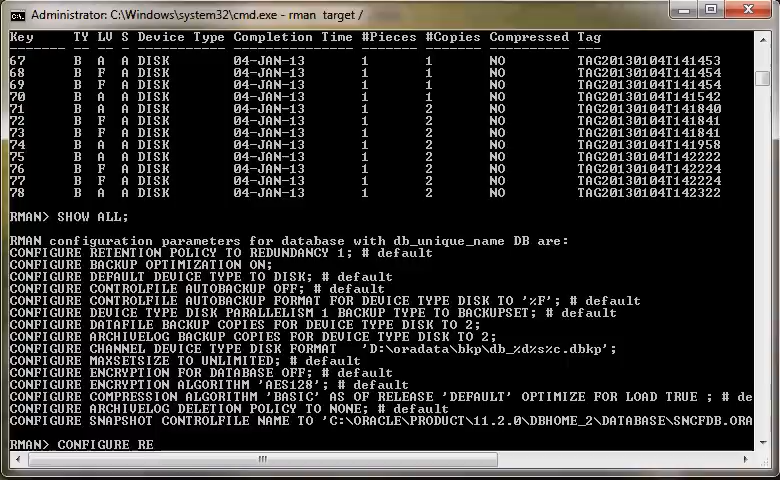 Administrator: C:\Windows\system32\cmd.exe - rman target /
Key TY LV S Device Type Completion Time #Pieces #Copies Compressed Tag
------- -- -- - ----------- --------------- ------- ------- ---------- ---
67 B A A DISK 04-JAN-13 1 1 NO TAG20130104T141453
68 B F A DISK 04-JAN-13 1 1 NO TAG20130104T141454
69 B F A DISK 04-JAN-13 1 1 NO TAG20130104T141454
70 B A A DISK 04-JAN-13 1 1 NO TAG20130104T141542
71 B A A DISK 04-JAN-13 1 2 NO TAG20130104T141840
72 B F A DISK 04-JAN-13 1 2 NO TAG20130104T141841
73 B F A DISK 04-JAN-13 1 2 NO TAG20130104T141841
74 B A A DISK 04-JAN-13 1 2 NO TAG20130104T141958
75 B A A DISK 04-JAN-13 1 2 NO TAG20130104T142222
76 B F A DISK 04-JAN-13 1 2 NO TAG20130104T142224
77 B F A DISK 04-JAN-13 1 2 NO TAG20130104T142224
78 B A A DISK 04-JAN-13 1 2 NO TAG20130104T142322
RMAN> SHOW ALL;
RMAN configuration parameters for database with db_unique_name DB are:
CONFIGURE RETENTION POLICY TO REDUNDANCY 1; # default
CONFIGURE BACKUP OPTIMIZATION ON;
CONFIGURE DEFAULT DEVICE TYPE TO DISK; # default
CONFIGURE CONTROLFILE AUTOBACKUP OFF; # default
CONFIGURE CONTROLFILE AUTOBACKUP FORMAT FOR DEVICE TYPE DISK TO '%F'; # default
CONFIGURE DEVICE TYPE DISK PARALLELISM 1 BACKUP TYPE TO BACKUPSET; # default
CONFIGURE DATAFILE BACKUP COPIES FOR DEVICE TYPE DISK TO 2;
CONFIGURE ARCHIVELOG BACKUP COPIES FOR DEVICE TYPE DISK TO 2;
CONFIGURE CHANNEL DEVICE TYPE DISK FORMAT 'D:\oradata\bkp\db_%d%s%c.dbkp';
CONFIGURE MAXSETSIZE TO UNLIMITED; # default
CONFIGURE ENCRYPTION FOR DATABASE OFF; # default
CONFIGURE ENCRYPTION ALGORITHM 'AES128'; # default
CONFIGURE COMPRESSION ALGORITHM 'BASIC' AS OF RELEASE 'DEFAULT' OPTIMIZE FOR LOAD TRUE ; # de
CONFIGURE ARCHIVELOG DELETION POLICY TO NONE; # default
CONFIGURE SNAPSHOT CONTROLFILE NAME TO 'C:\ORACLE\PRODUCT\11.2.0\DBHOME_2\DATABASE\SNCFDB.ORA
RMAN> CONFIGURE RE